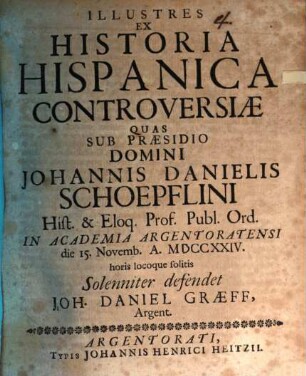 ILLUSTRES
EX
HISTORIA
HISPANICA
CONTROVERSIÆ
QUAS
SUB PRÆSIDIO
DOMINI
JOHANNIS DANIELIS
SCHOEPFLINI
Hist. & Eloq. Prof. Publ. Ord.
IN ACADEMIA ARGENTORATENSI
die 15. Novemb. A. MDCCXXIV.
horis locoque solitis
Solenniter defendet
JOH. DANIEL GRÆFF,
Argent.
ARGENTORATI,
TYPIS JOHANNIS HENRICI HEITZII.